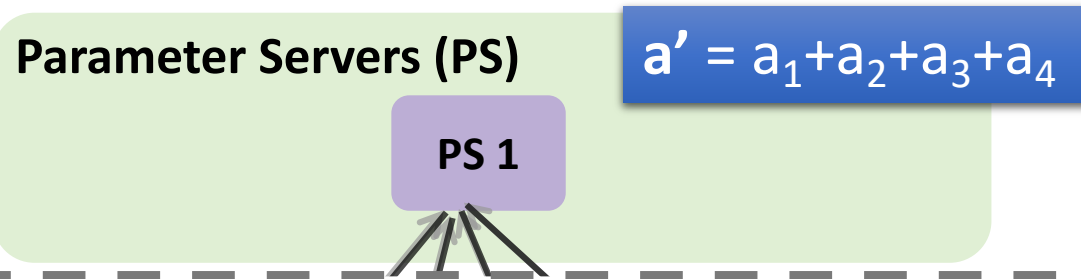 Parameter Servers (PS)
a’ = a₁+a₂+a₃+a₄
PS 1